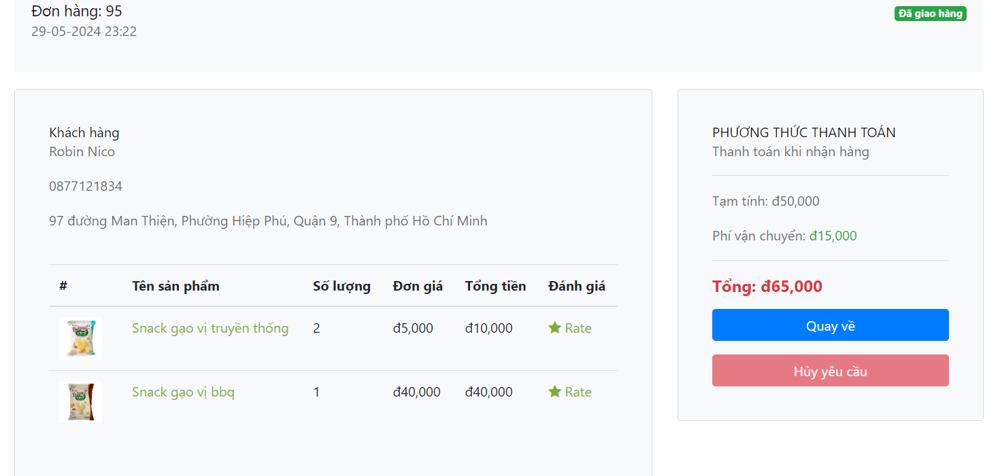 Đơn hàng: 95
Đã giao hàng
29-05-2024 23:22
Khách hàng
Robin Nico
0877121834
97 đường Man Thiện, Phường Hiệp Phú, Quận 9, Thành phố Hồ Chí Minh
# Tên sản phẩm Số lượng Đơn giá Tổng tiền Đánh giá
Snack gạo vị truyền thống 2 đ5,000 đ10,000 Rate
Snack gạo vị bbq 1 đ40,000 đ40,000 Rate
PHƯƠNG THỨC THANH TOÁN
Thanh toán khi nhận hàng
Tạm tính: đ50,000
Phí vận chuyển: đ15,000
Tổng: đ65,000
Quay về
Hủy yêu cầu